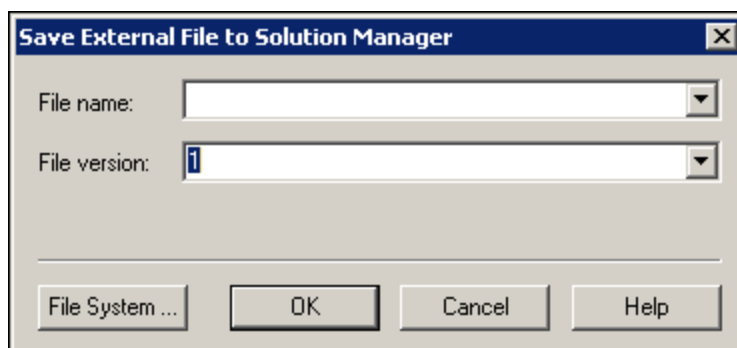 Save External File to Solution Manager
File name:
File version: 1
File System ... OK Cancel Help